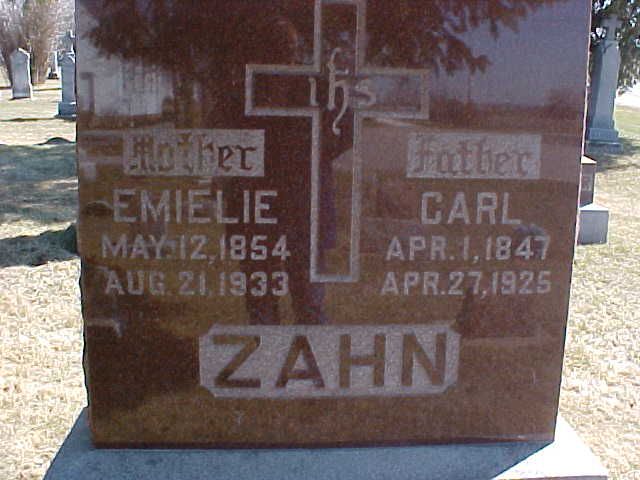 ihs
Mother
EMIELIE
MAY 12, 1854
AUG. 21, 1933
Father
CARL
APR. 1, 1847
APR. 27, 1925
ZAHN